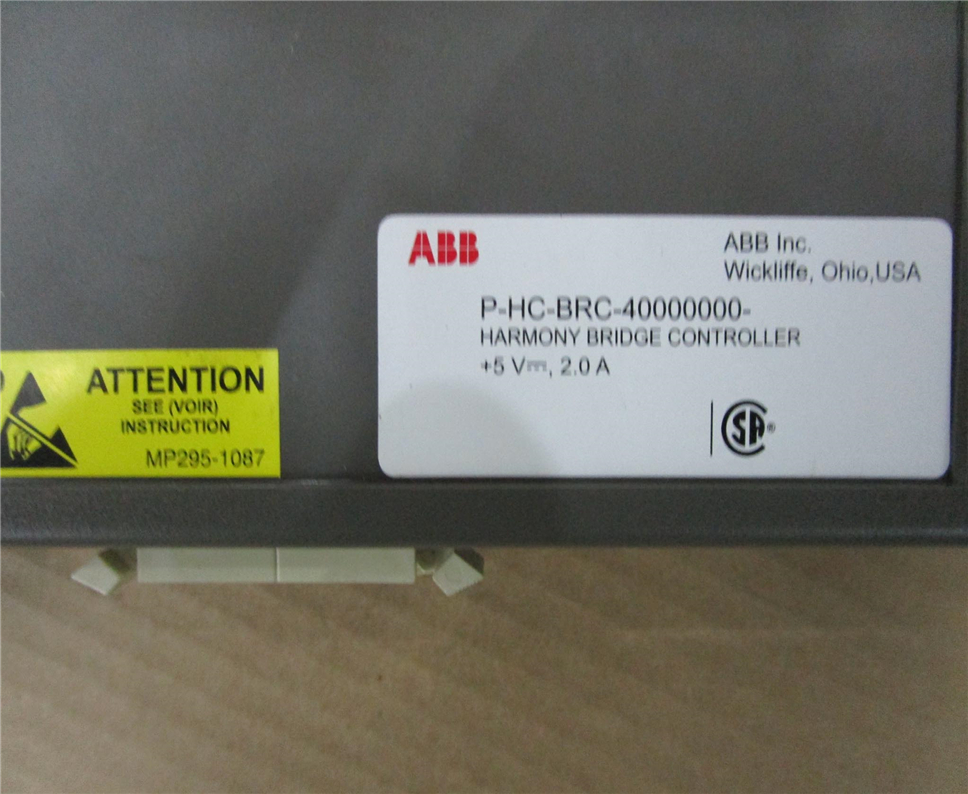 ABB
ABB Inc.
Wickliffe, Ohio,USA
P-HC-BRC-40000000-
HARMONY BRIDGE CONTROLLER
+5 V⎓, 2.0 A
SA®
ATTENTION
SEE (VOIR)
INSTRUCTION
MP295-1087